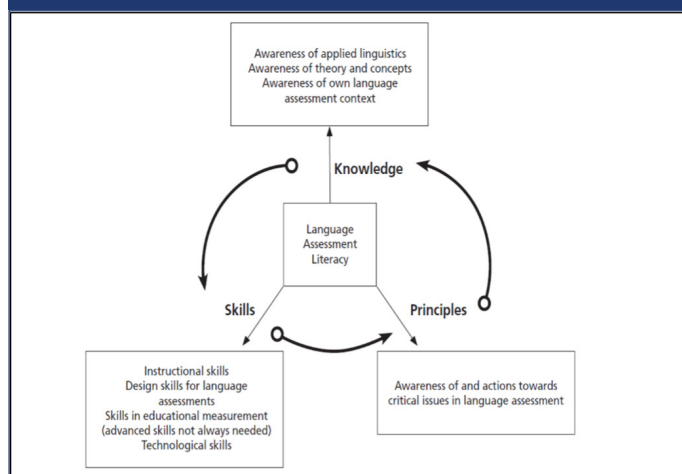 Awareness of applied linguistics
Awareness of theory and concepts
Awareness of own language
assessment context
Knowledge
Language
Assessment
Literacy
Skills
Principles
Instructional skills
Design skills for language
assessments
Skills in educational measurement
(advanced skills not always needed)
Technological skills
Awareness of and actions towards
critical issues in language assessment